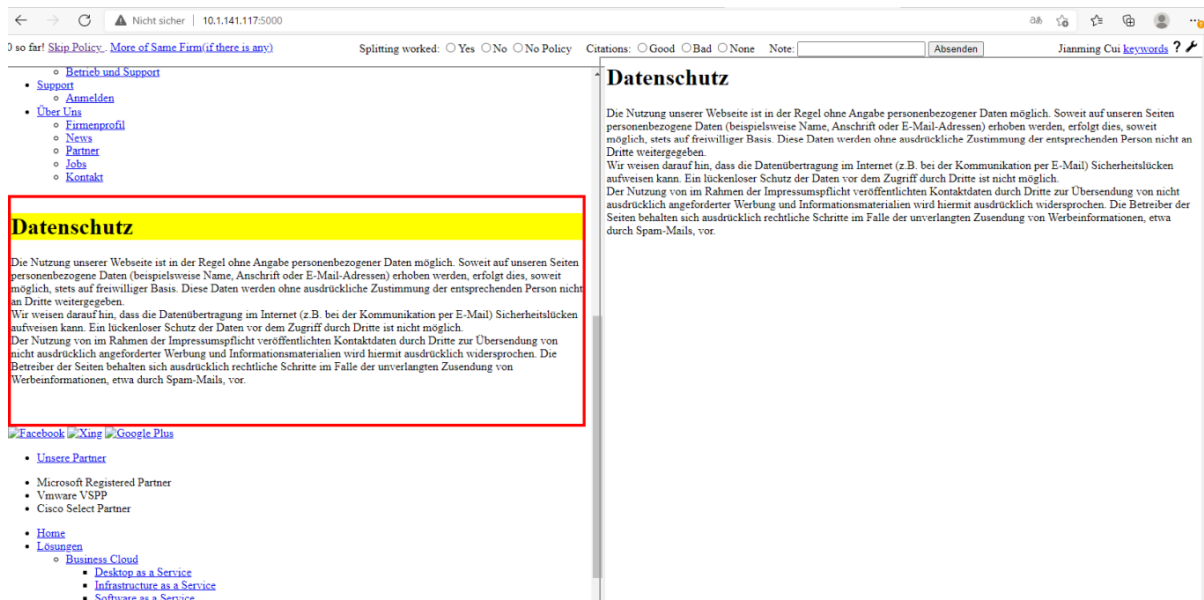 Nicht sicher | 10.1.141.117:5000
so far! Skip Policy . More of Same Firm(if there is any) Splitting worked: Yes No No Policy Citations: Good Bad None Note: Absenden Jianming Cui keywords ?
Betrieb und Support
Support
Anmelden
Über Uns
Firmenprofil
News
Partner
Jobs
Kontakt
Datenschutz
Die Nutzung unserer Webseite ist in der Regel ohne Angabe personenbezogener Daten möglich. Soweit auf unseren Seiten
personenbezogene Daten (beispielsweise Name, Anschrift oder E-Mail-Adressen) erhoben werden, erfolgt dies, soweit
möglich, stets auf freiwilliger Basis. Diese Daten werden ohne ausdrückliche Zustimmung der entsprechenden Person nicht
an Dritte weitergegeben.
Wir weisen darauf hin, dass die Datenübertragung im Internet (z.B. bei der Kommunikation per E-Mail) Sicherheitslücken
aufweisen kann. Ein lückenloser Schutz der Daten vor dem Zugriff durch Dritte ist nicht möglich.
Der Nutzung von im Rahmen der Impressumspflicht veröffentlichten Kontaktdaten durch Dritte zur Übersendung von
nicht ausdrücklich angeforderter Werbung und Informationsmaterialien wird hiermit ausdrücklich widersprochen. Die
Betreiber der Seiten behalten sich ausdrücklich rechtliche Schritte im Falle der unverlangten Zusendung von
Werbeinformationen, etwa durch Spam-Mails, vor.
Facebook Xing Google Plus
Unsere Partner
Microsoft Registered Partner
Vmware VSPP
Cisco Select Partner
Home
Lösungen
Business Cloud
Desktop as a Service
Infrastructure as a Service
Software as a Service
Datenschutz
Die Nutzung unserer Webseite ist in der Regel ohne Angabe personenbezogener Daten möglich. Soweit auf unseren Seiten
personenbezogene Daten (beispielsweise Name, Anschrift oder E-Mail-Adressen) erhoben werden, erfolgt dies, soweit
möglich, stets auf freiwilliger Basis. Diese Daten werden ohne ausdrückliche Zustimmung der entsprechenden Person nicht an
Dritte weitergegeben.
Wir weisen darauf hin, dass die Datenübertragung im Internet (z.B. bei der Kommunikation per E-Mail) Sicherheitslücken
aufweisen kann. Ein lückenloser Schutz der Daten vor dem Zugriff durch Dritte ist nicht möglich.
Der Nutzung von im Rahmen der Impressumspflicht veröffentlichten Kontaktdaten durch Dritte zur Übersendung von nicht
ausdrücklich angeforderter Werbung und Informationsmaterialien wird hiermit ausdrücklich widersprochen. Die Betreiber der
Seiten behalten sich ausdrücklich rechtliche Schritte im Falle der unverlangten Zusendung von Werbeinformationen, etwa
durch Spam-Mails, vor.